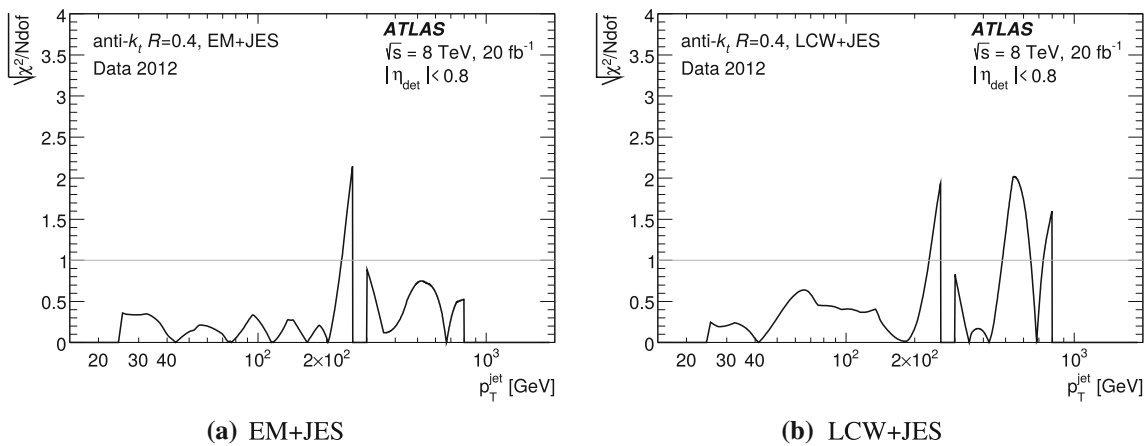 √χ²/Ndof
4
3.5
3
2.5
2
1.5
1
0.5
0
anti-kₜ R=0.4, EM+JES
Data 2012
ATLAS
√s = 8 TeV, 20 fb⁻¹
|η_det| < 0.8
20 30 40 10² 2×10² 10³
p_T^jet [GeV]
(a) EM+JES
√χ²/Ndof
4
3.5
3
2.5
2
1.5
1
0.5
0
anti-kₜ R=0.4, LCW+JES
Data 2012
ATLAS
√s = 8 TeV, 20 fb⁻¹
|η_det| < 0.8
20 30 40 10² 2×10² 10³
p_T^jet [GeV]
(b) LCW+JES